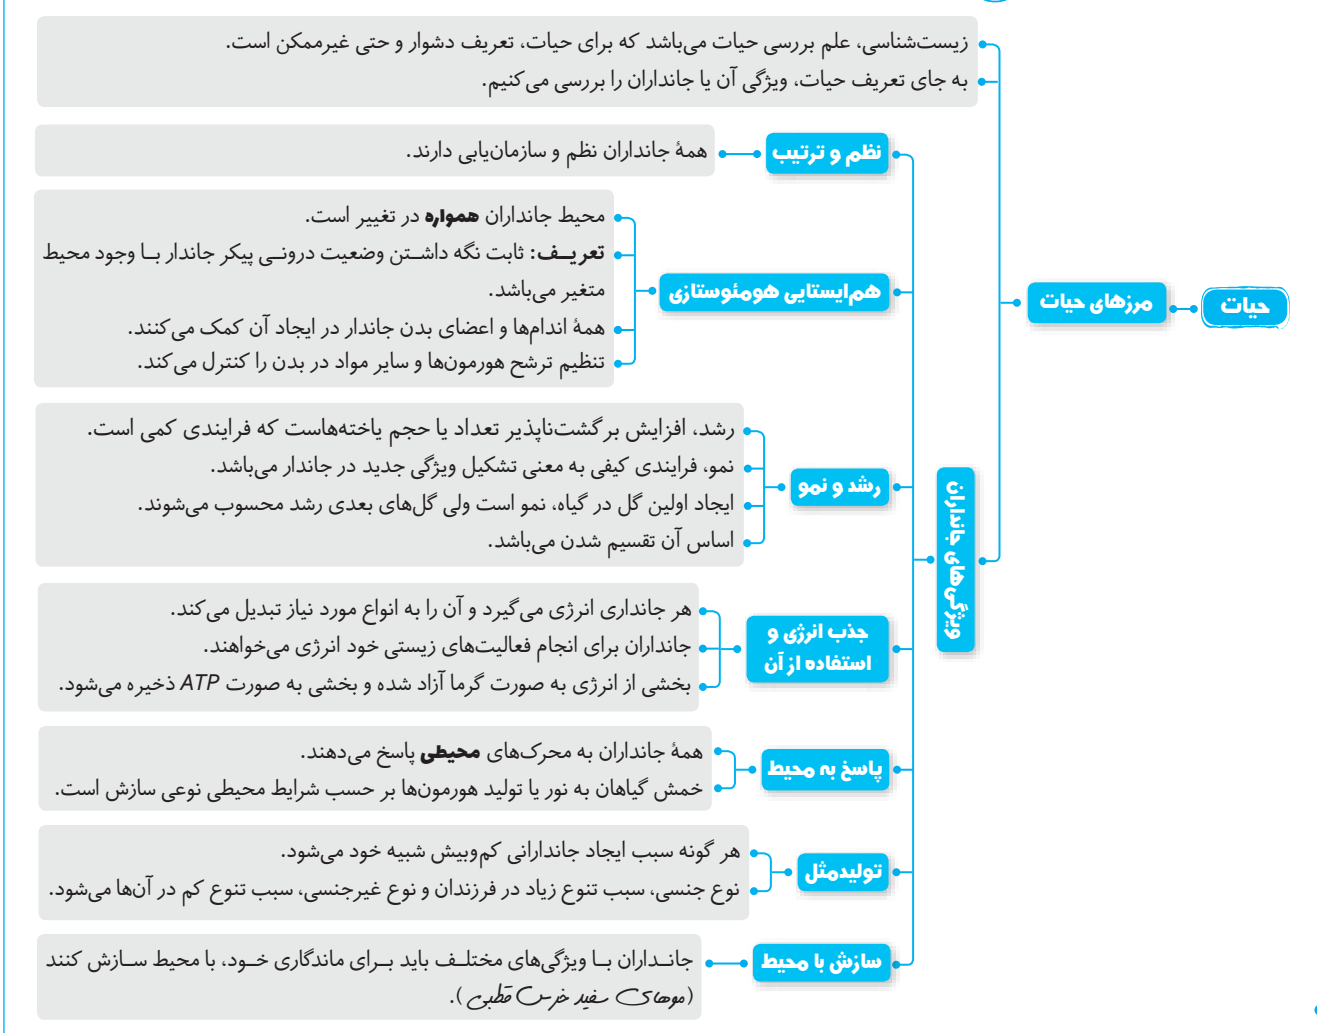 زیست‌شناسی، علم بررسی حیات می‌باشد که برای حیات، تعریف دشوار و حتی غیرممکن است.
به جای تعریف حیات، ویژگی آن یا جانداران را بررسی می‌کنیم.
حیات
مرزهای حیات
ویژگی‌های جانداران
نظم و ترتیب
همهٔ جانداران نظم و سازمان‌یابی دارند.
هم‌ایستایی هومئوستازی
محیط جانداران همواره در تغییر است.
تعریــف: ثابت نگه داشـتن وضعیت درونـی پیکر جاندار بـا وجود محیط
متغیر می‌باشد.
همهٔ اندام‌ها و اعضای بدن جاندار در ایجاد آن کمک می‌کنند.
تنظیم ترشح هورمون‌ها و سایر مواد در بدن را کنترل می‌کند.
رشد و نمو
رشد، افزایش برگشت‌ناپذیر تعداد یا حجم یاخته‌هاست که فرایندی کمی است.
نمو، فرایندی کیفی به معنی تشکیل ویژگی جدید در جاندار می‌باشد.
ایجاد اولین گل در گیاه، نمو است ولی گل‌های بعدی رشد محسوب می‌شوند.
اساس آن تقسیم شدن می‌باشد.
جذب انرژی و
استفاده از آن
هر جانداری انرژی می‌گیرد و آن را به انواع مورد نیاز تبدیل می‌کند.
جانداران برای انجام فعالیت‌های زیستی خود انرژی می‌خواهند.
بخشی از انرژی به صورت گرما آزاد شده و بخشی به صورت ATP ذخیره می‌شود.
پاسخ به محیط
همهٔ جانداران به محرک‌های محیطی پاسخ می‌دهند.
خمش گیاهان به نور یا تولید هورمون‌ها بر حسب شرایط محیطی نوعی سازش است.
تولیدمثل
هر گونه سبب ایجاد جاندارانی کم‌وبیش شبیه خود می‌شود.
نوع جنسی، سبب تنوع زیاد در فرزندان و نوع غیرجنسی، سبب تنوع کم در آن‌ها می‌شود.
سازش با محیط
جانـداران بـا ویژگی‌های مختلـف باید بـرای ماندگاری خـود، با محیط سـازش کنند
(موهای سفید خرس قطبی).